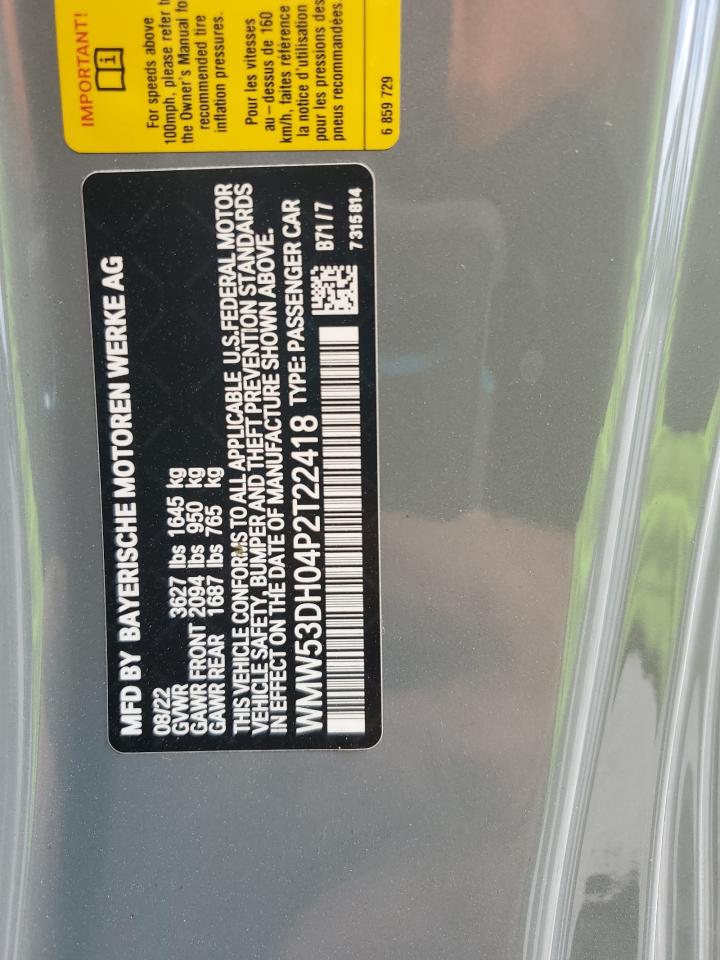 MFD BY BAYERISCHE MOTOREN WERKE AG
08/22
GVWR 3627 lbs 1645 kg
GAWR FRONT 2094 lbs 950 kg
GAWR REAR 1687 lbs 765 kg
THIS VEHICLE CONFORMS TO ALL APPLICABLE U.S.FEDERAL MOTOR
VEHICLE SAFETY, BUMPER AND THEFT PREVENTION STANDARDS
IN EFFECT ON THE DATE OF MANUFACTURE SHOWN ABOVE.
WMW53DH04P2T22418 TYPE: PASSENGER CAR
B71/7
7 315 814
IMPORTANT!
For speeds above
100mph, please refer
the Owner's Manual
recommended tire
inflation pressures.
Pour les vitesses
au-dessus de 160
km/h, faites référence
la notice d'utilisation
pour les pressions des
pneus recommandées.
6 859 729